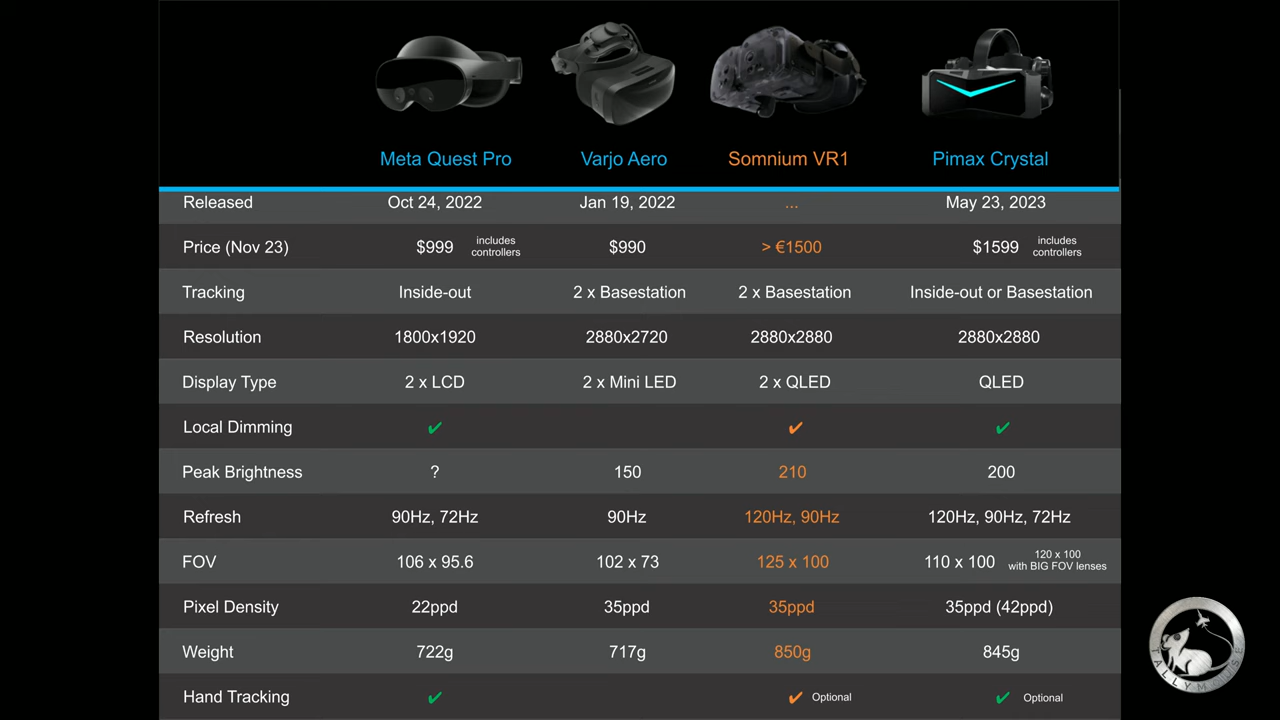 Meta Quest Pro Varjo Aero Somnium VR1 Pimax Crystal
Released Oct 24, 2022 Jan 19, 2022 ... May 23, 2023
Price (Nov 23) $999 includes controllers $990 > €1500 $1599 includes controllers
Tracking Inside-out 2 x Basestation 2 x Basestation Inside-out or Basestation
Resolution 1800x1920 2880x2720 2880x2880 2880x2880
Display Type 2 x LCD 2 x Mini LED 2 x QLED QLED
Local Dimming ✔ ✔ ✔
Peak Brightness ? 150 210 200
Refresh 90Hz, 72Hz 90Hz 120Hz, 90Hz 120Hz, 90Hz, 72Hz
FOV 106 x 95.6 102 x 73 125 x 100 110 x 100 120 x 100 with BIG FOV lenses
Pixel Density 22ppd 35ppd 35ppd 35ppd (42ppd)
Weight 722g 717g 850g 845g
Hand Tracking ✔ ✔ Optional ✔ Optional
TALLYMOUSE